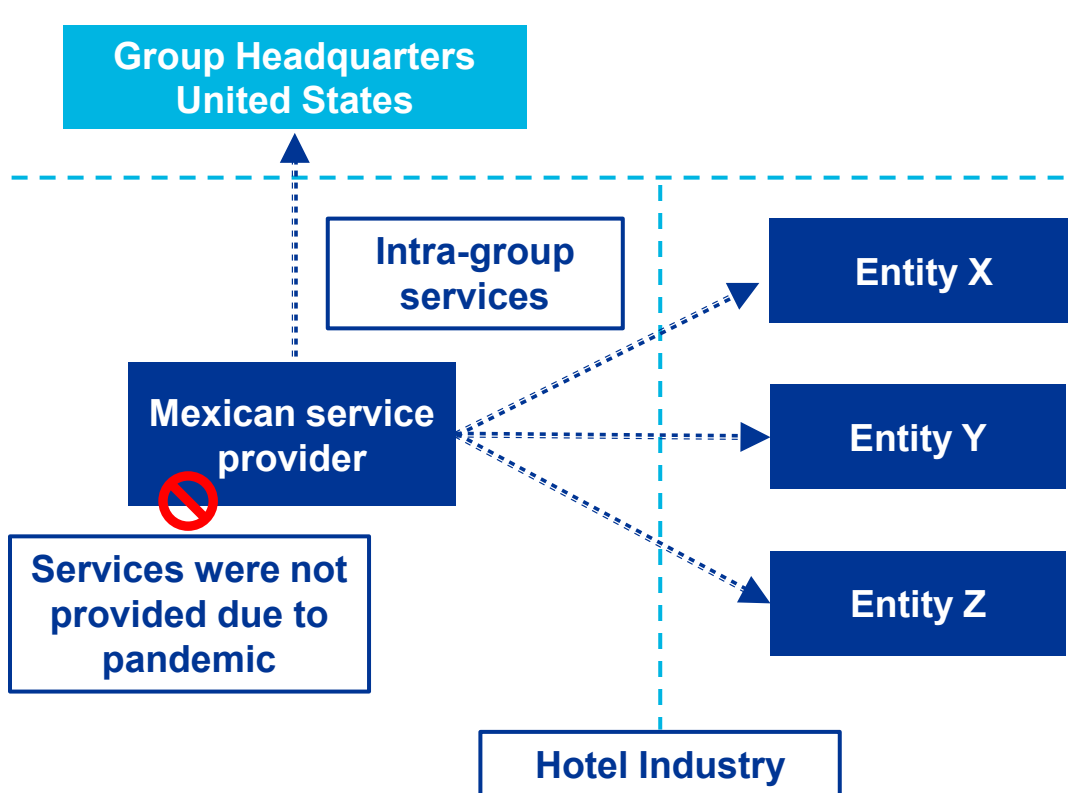 Group Headquarters
United States
Intra-group
services
Entity X
Mexican service
provider
Entity Y
Services were not
provided due to
pandemic
Entity Z
Hotel Industry